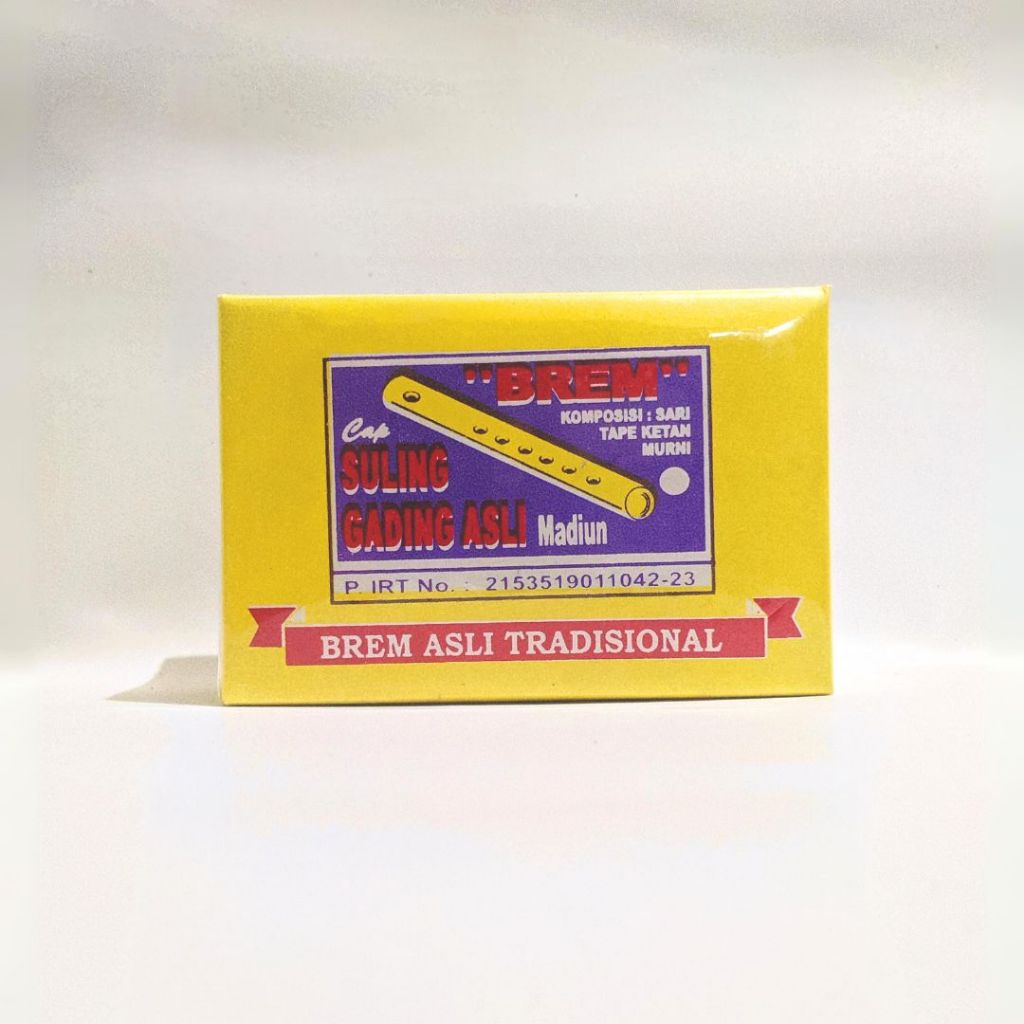 "BREM"
KOMPOSISI : SARI
TAPE KETAN
MURNI
Cap
SULING
GADING ASLI Madiun
P. IRT No. : 2153519011042-23
BREM ASLI TRADISIONAL